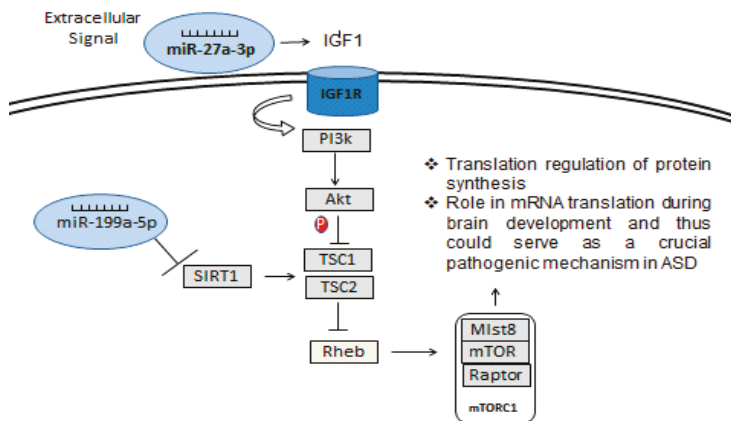 Extracellular
Signal
miR-27a-3p
IGF1
IGF1R
PI3k
❖ Translation regulation of protein
synthesis
❖ Role in mRNA translation during
brain development and thus
could serve as a crucial
pathogenic mechanism in ASD
Akt
P
miR-199a-5p
TSC1
SIRT1
TSC2
Mlst8
Rheb
mTOR
Raptor
mTORC1